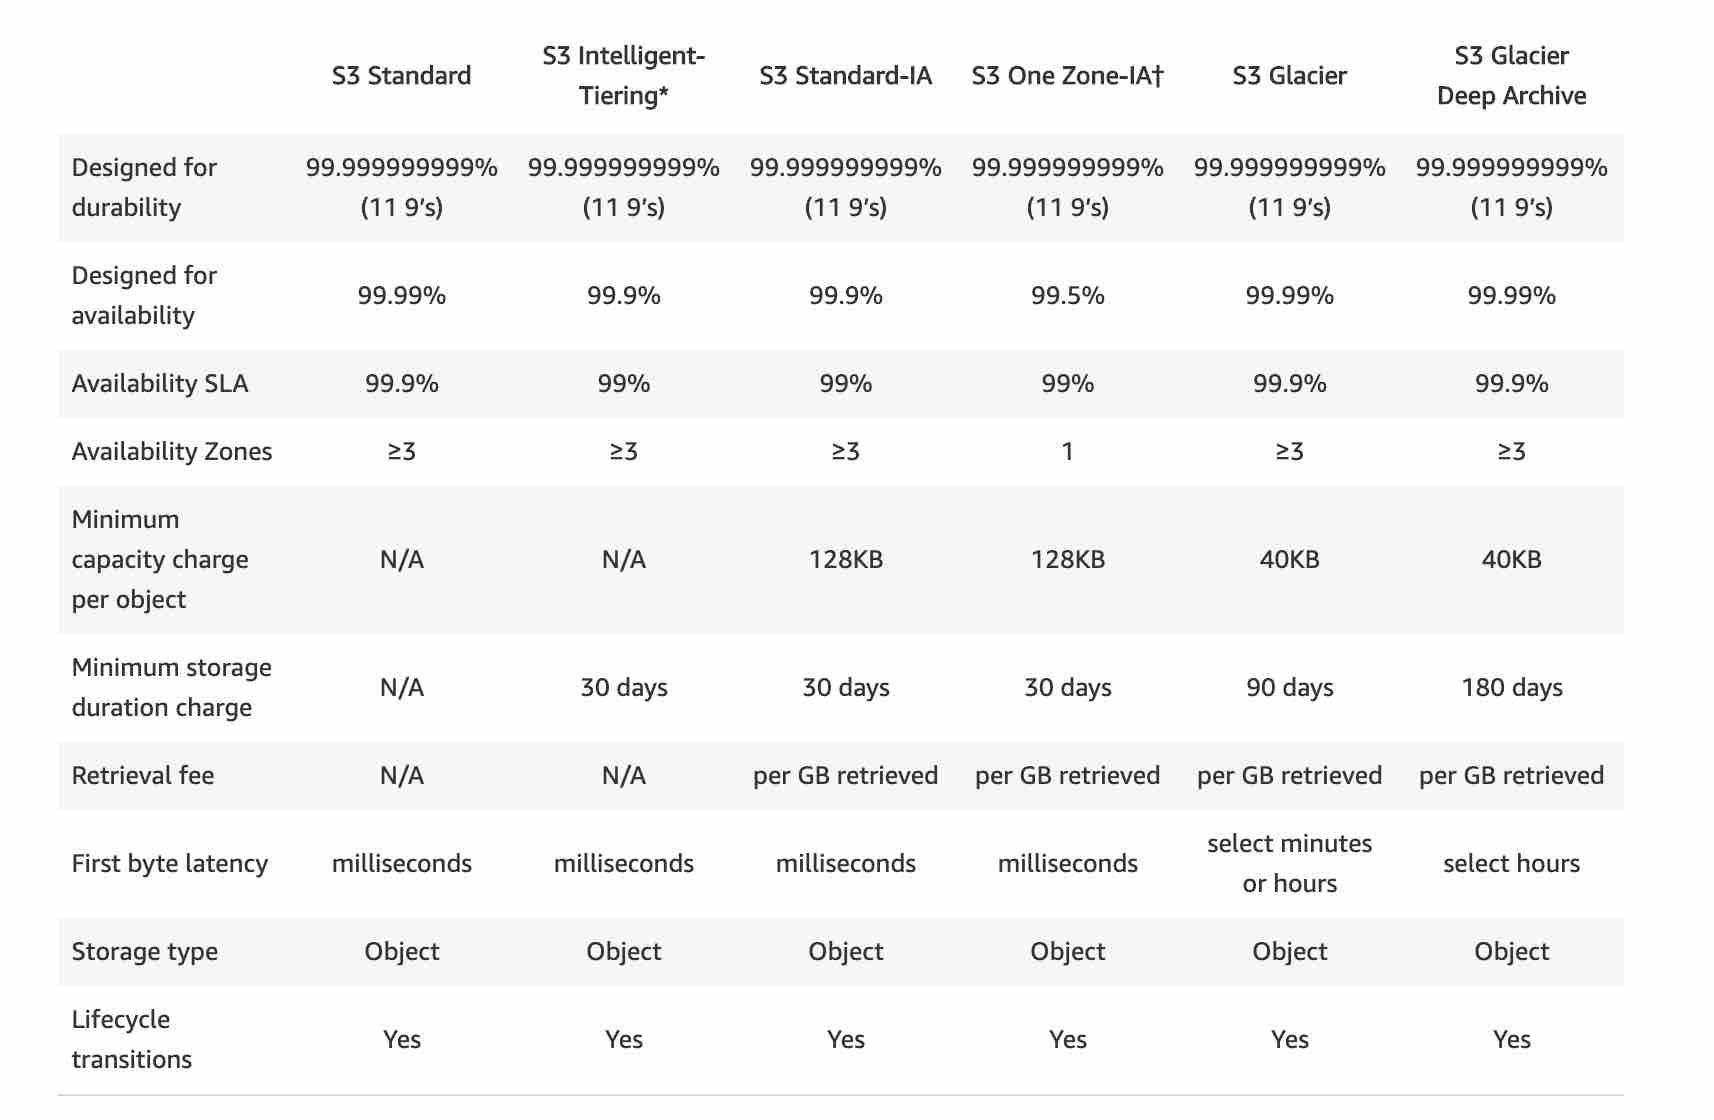 S3 Standard S3 Intelligent-Tiering* S3 Standard-IA S3 One Zone-IA† S3 Glacier S3 Glacier Deep Archive
Designed for durability 99.999999999% (11 9’s) 99.999999999% (11 9’s) 99.999999999% (11 9’s) 99.999999999% (11 9’s) 99.999999999% (11 9’s) 99.999999999% (11 9’s)
Designed for availability 99.99% 99.9% 99.9% 99.5% 99.99% 99.99%
Availability SLA 99.9% 99% 99% 99% 99.9% 99.9%
Availability Zones ≥3 ≥3 ≥3 1 ≥3 ≥3
Minimum capacity charge per object N/A N/A 128KB 128KB 40KB 40KB
Minimum storage duration charge N/A 30 days 30 days 30 days 90 days 180 days
Retrieval fee N/A N/A per GB retrieved per GB retrieved per GB retrieved per GB retrieved
First byte latency milliseconds milliseconds milliseconds milliseconds select minutes or hours select hours
Storage type Object Object Object Object Object Object
Lifecycle transitions Yes Yes Yes Yes Yes Yes